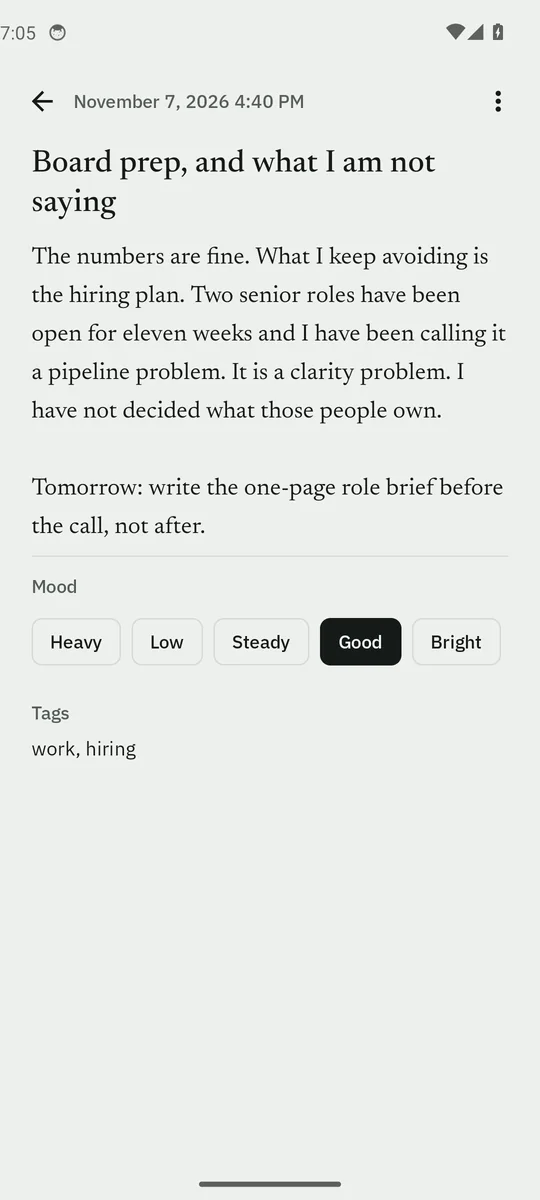 7:05
November 7, 2026 4:40 PM
Board prep, and what I am not
saying
The numbers are fine. What I keep avoiding is
the hiring plan. Two senior roles have been
open for eleven weeks and I have been calling it
a pipeline problem. It is a clarity problem. I
have not decided what those people own.
Tomorrow: write the one-page role brief before
the call, not after.
Mood
Heavy Low Steady Good Bright
Tags
work, hiring